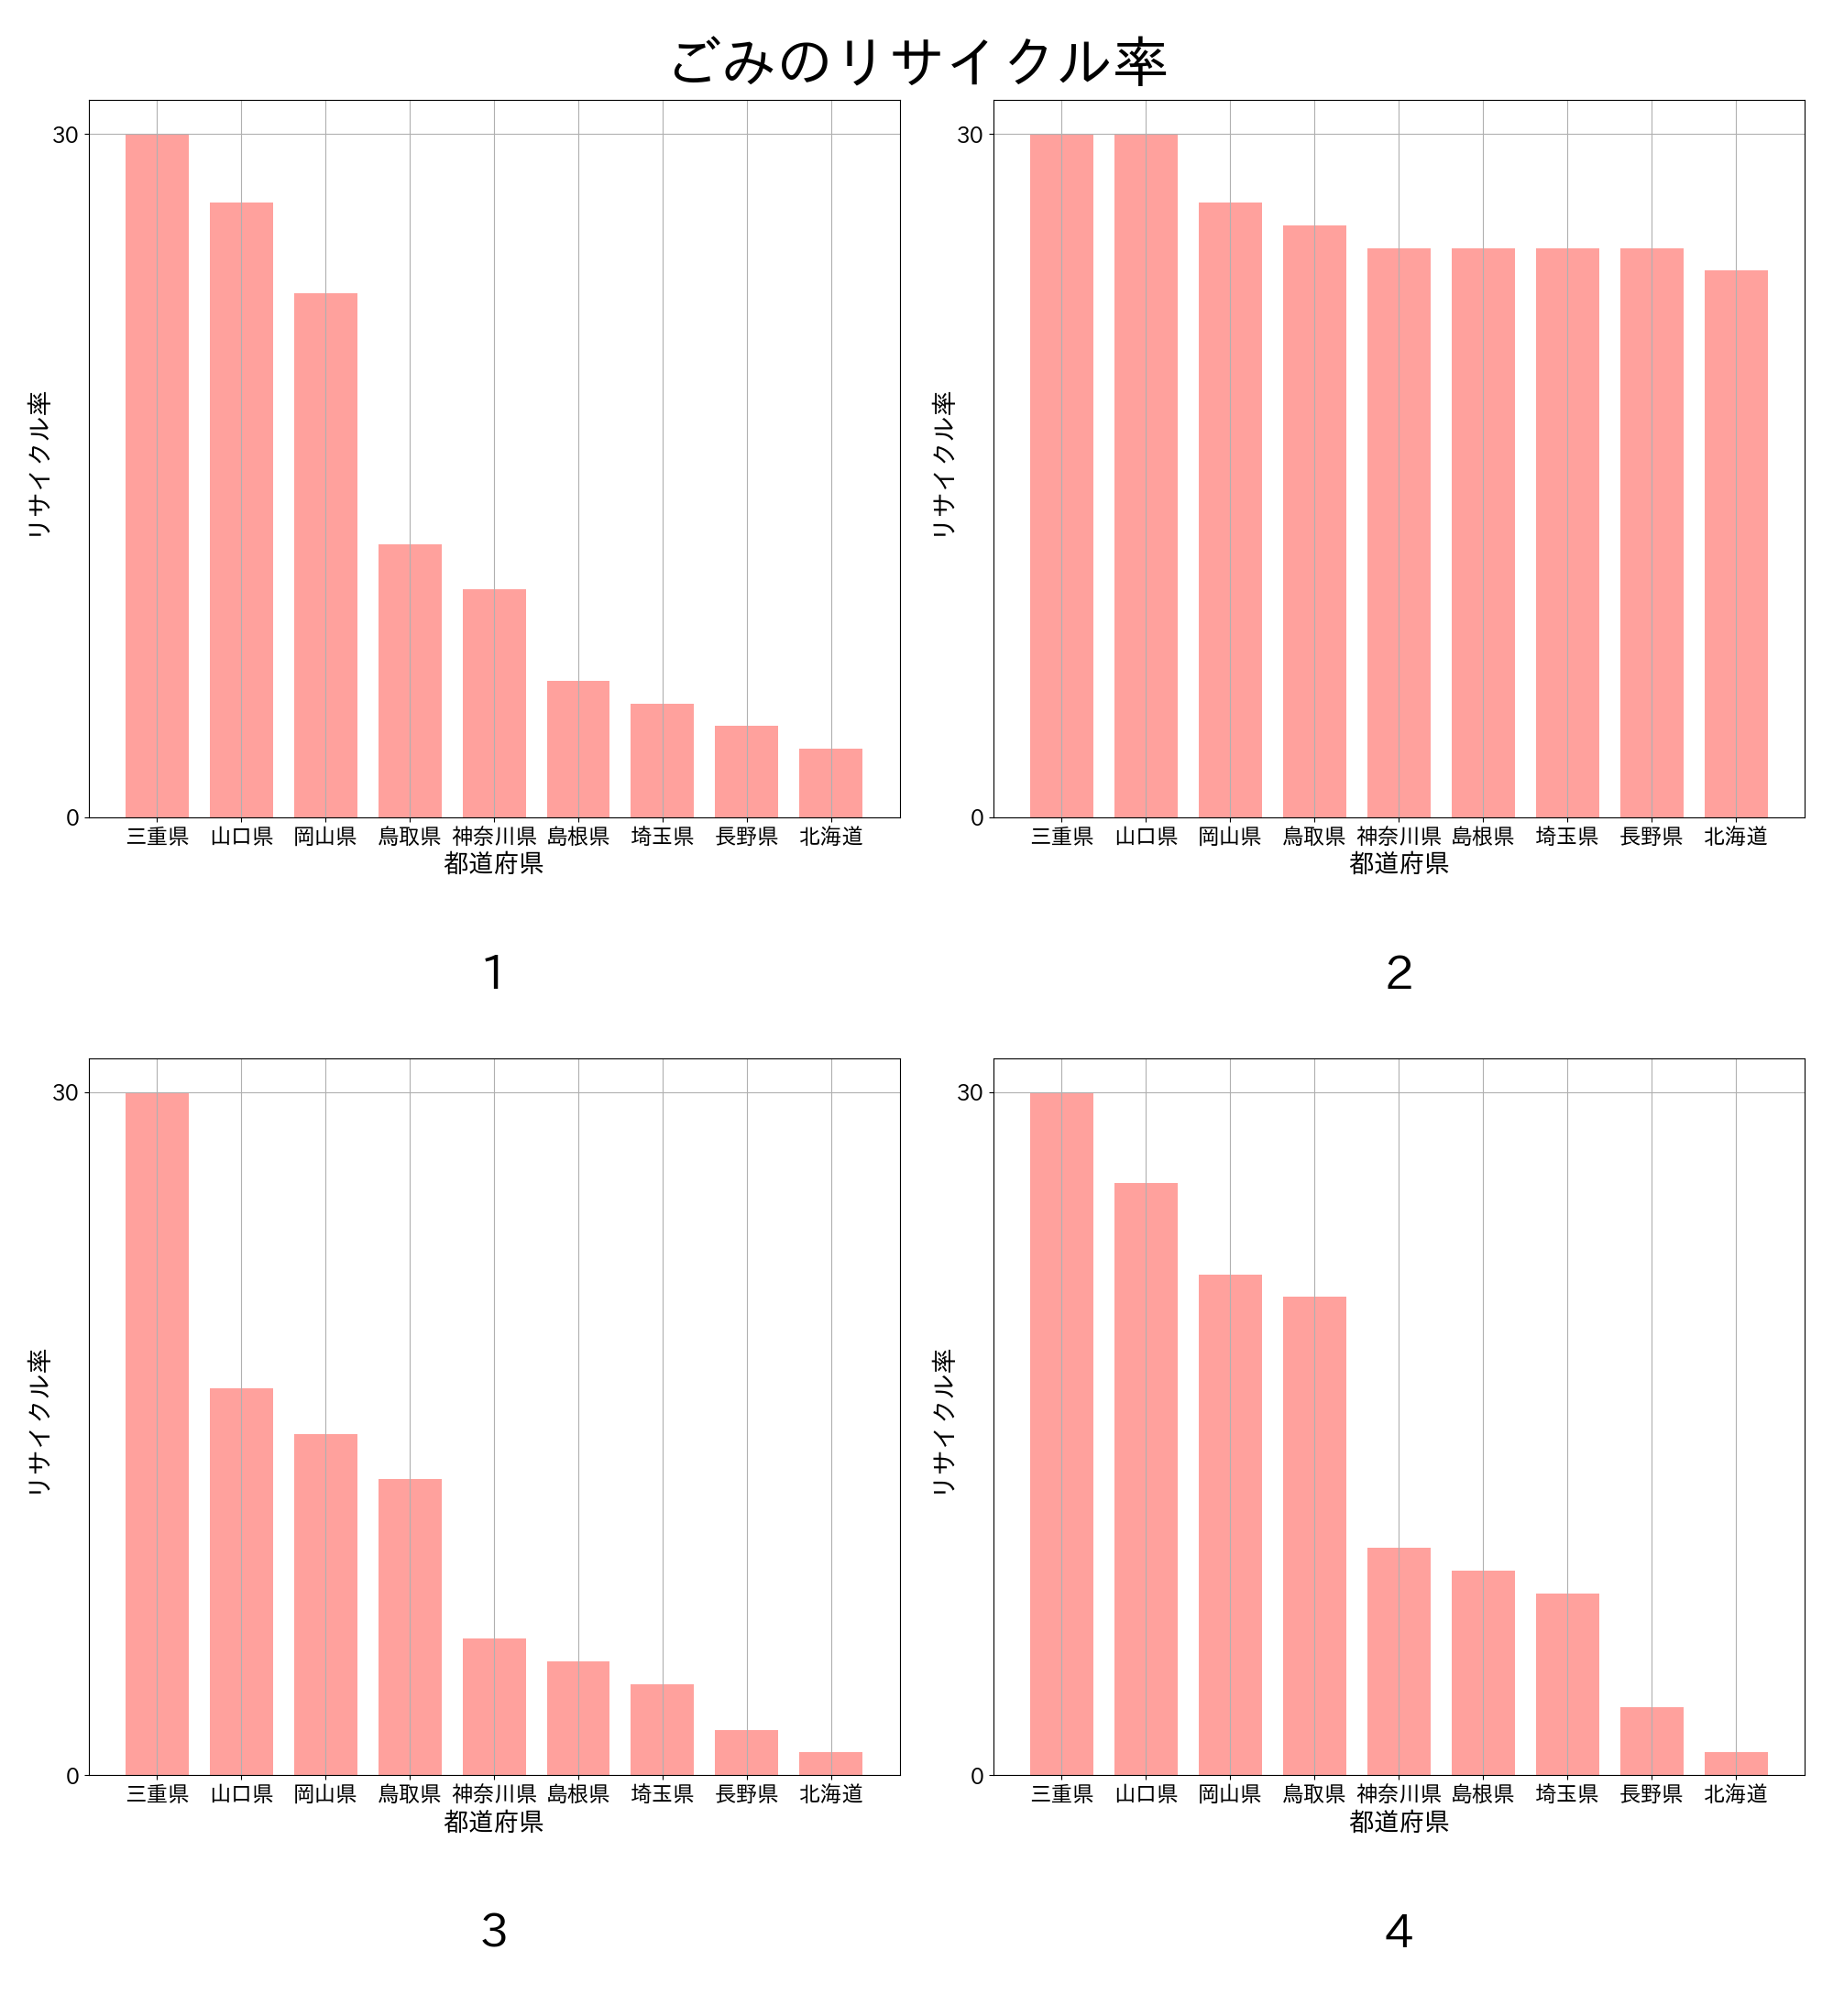 ごみのリサイクル率
30
0
リサイクル率
三重県 山口県 岡山県 鳥取県 神奈川県 島根県 埼玉県 長野県 北海道
都道府県
1
30
0
リサイクル率
三重県 山口県 岡山県 鳥取県 神奈川県 島根県 埼玉県 長野県 北海道
都道府県
2
30
0
リサイクル率
三重県 山口県 岡山県 鳥取県 神奈川県 島根県 埼玉県 長野県 北海道
都道府県
3
30
0
リサイクル率
三重県 山口県 岡山県 鳥取県 神奈川県 島根県 埼玉県 長野県 北海道
都道府県
4